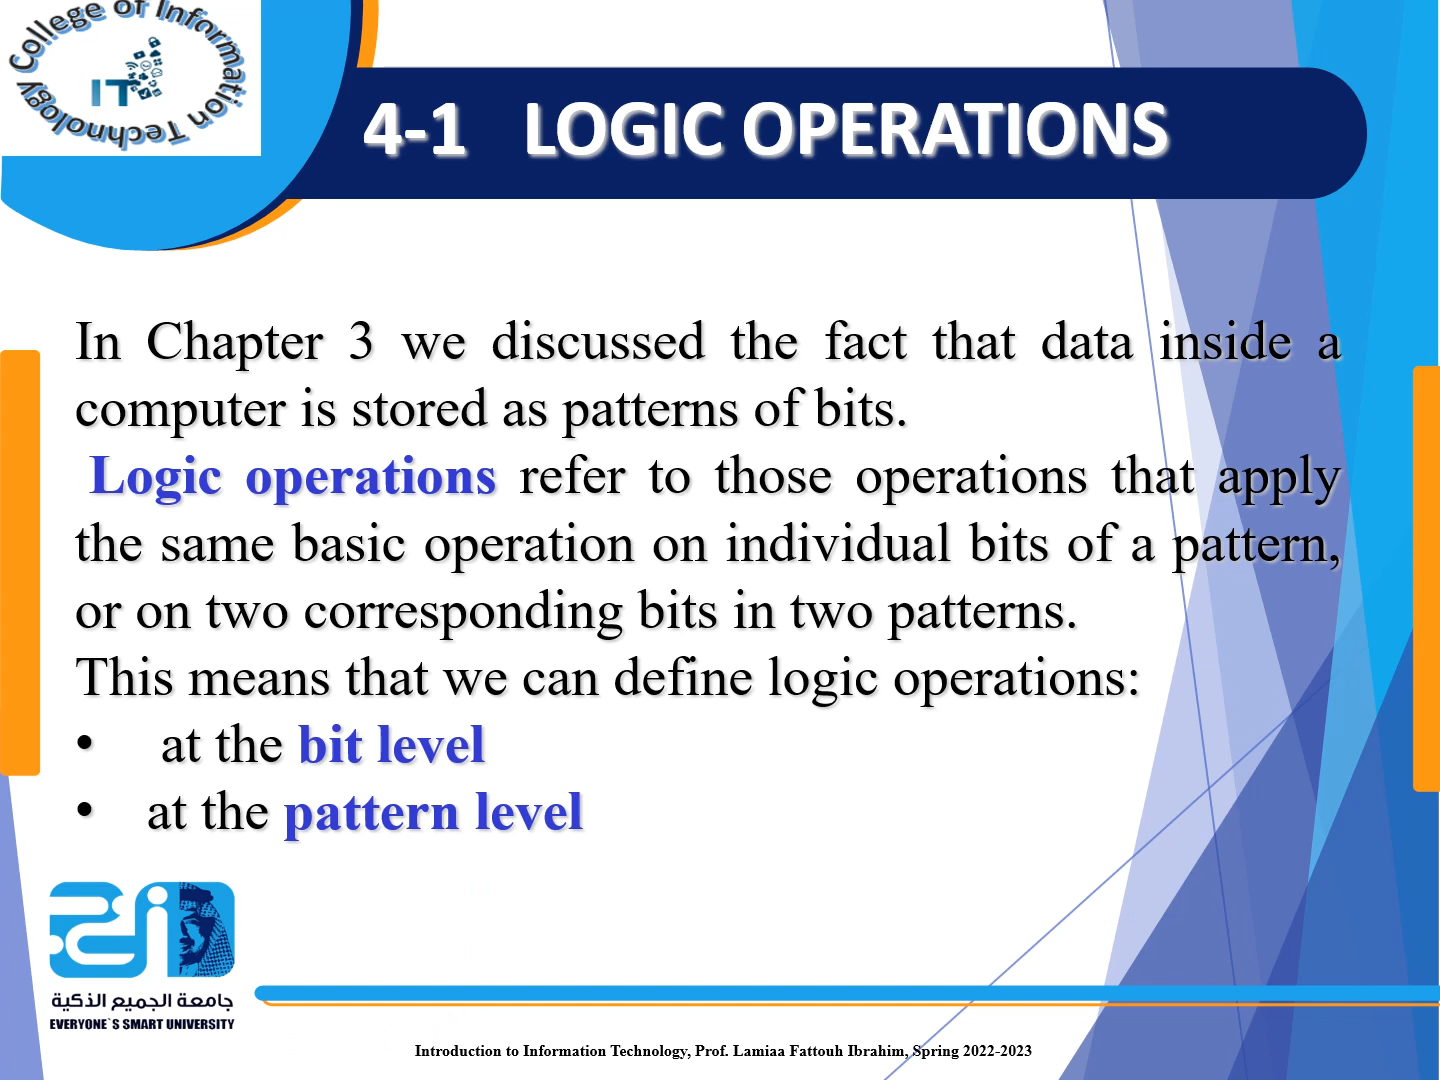 College of Information Technology
IT
4-1 LOGIC OPERATIONS
In Chapter 3 we discussed the fact that data inside a
computer is stored as patterns of bits.
Logic operations refer to those operations that apply
the same basic operation on individual bits of a pattern,
or on two corresponding bits in two patterns.
This means that we can define logic operations:
• at the bit level
• at the pattern level
جامعة الجميع الذكية
EVERYONE`S SMART UNIVERSITY
Introduction to Information Technology, Prof. Lamiaa Fattouh Ibrahim, Spring 2022-2023